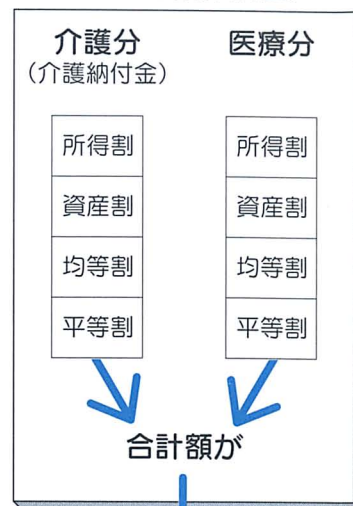 介護分
（介護納付金）
所得割
資産割
均等割
平等割
医療分
所得割
資産割
均等割
平等割
合計額が